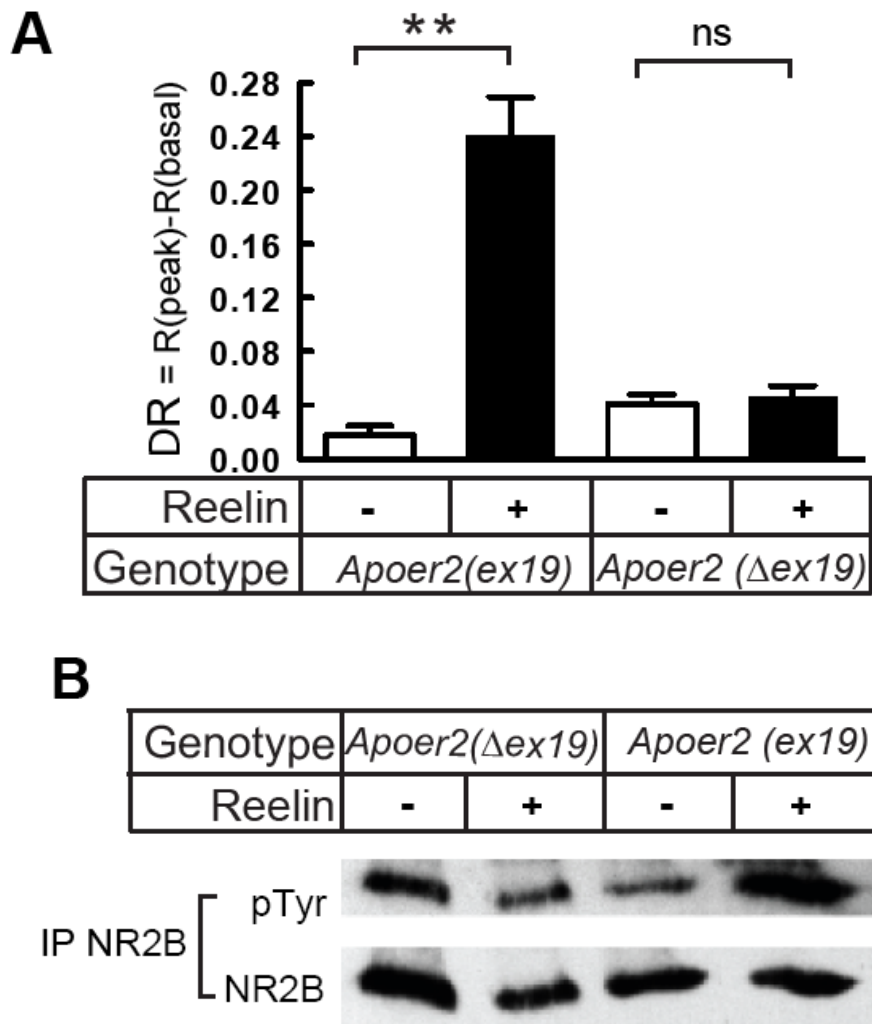 A
**
ns
DR = R(peak)-R(basal)
0.28
0.24
0.20
0.16
0.12
0.08
0.04
0.00
Reelin - + - +
Genotype Apoer2(ex19) Apoer2 (Δex19)
B
Genotype Apoer2(Δex19) Apoer2 (ex19)
Reelin - + - +
pTyr
IP NR2B
NR2B